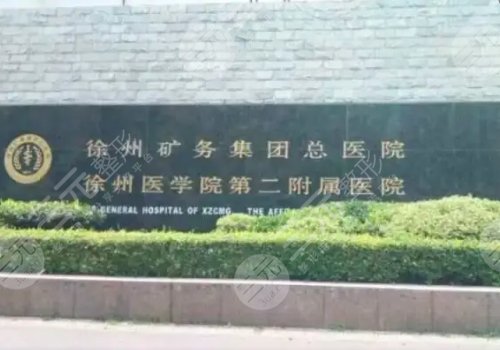 徐州矿务集团总医院
徐州医学院第二附属医院
GENERAL HOSPITAL OF XZCMG THE AFF